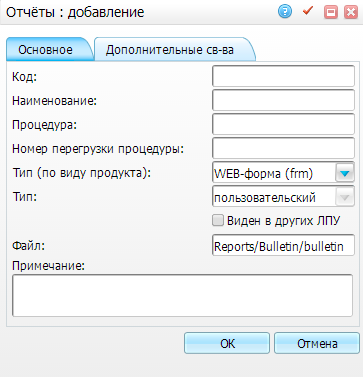 Отчёты : добавление
Основное Дополнительные св-ва
Код:
Наименование:
Процедура:
Номер перегрузки процедуры:
Тип (по виду продукта): WEB-форма (frm)
Тип: пользовательский
Виден в других ЛПУ
Файл: Reports/Bulletin/bulletin
Примечание:
OK Отмена